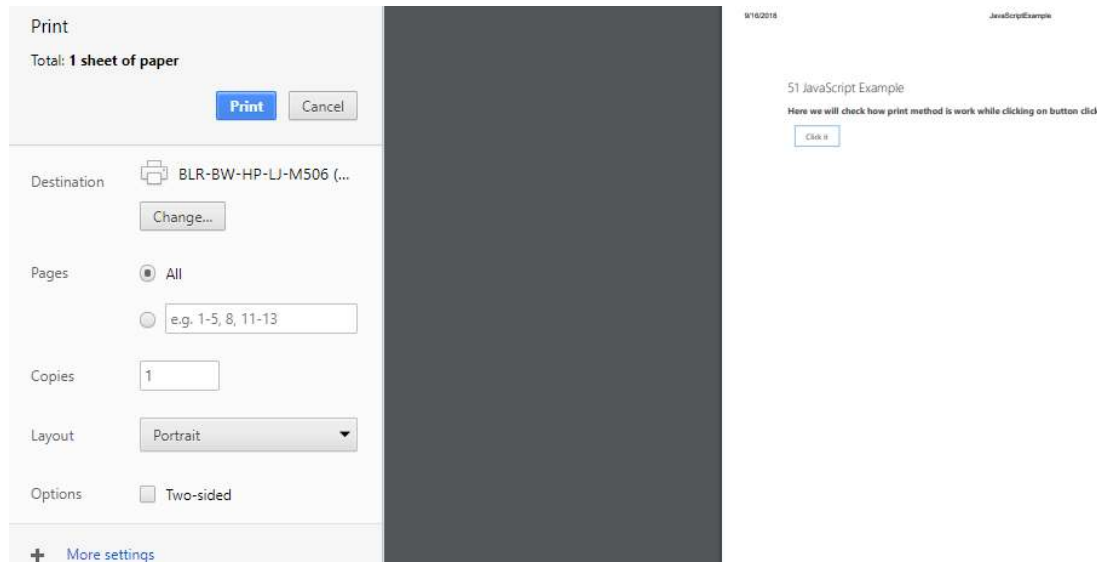 Print
Total: 1 sheet of paper
Print Cancel
Destination BLR-BW-HP-LJ-M506 (...
Change...
Pages All
e.g. 1-5, 8, 11-13
Copies 1
Layout Portrait
Options Two-sided
+ More settings
9/16/2018 JavaScriptExample
51 JavaScript Example
Here we will check how print method is work while clicking on button click
Click it